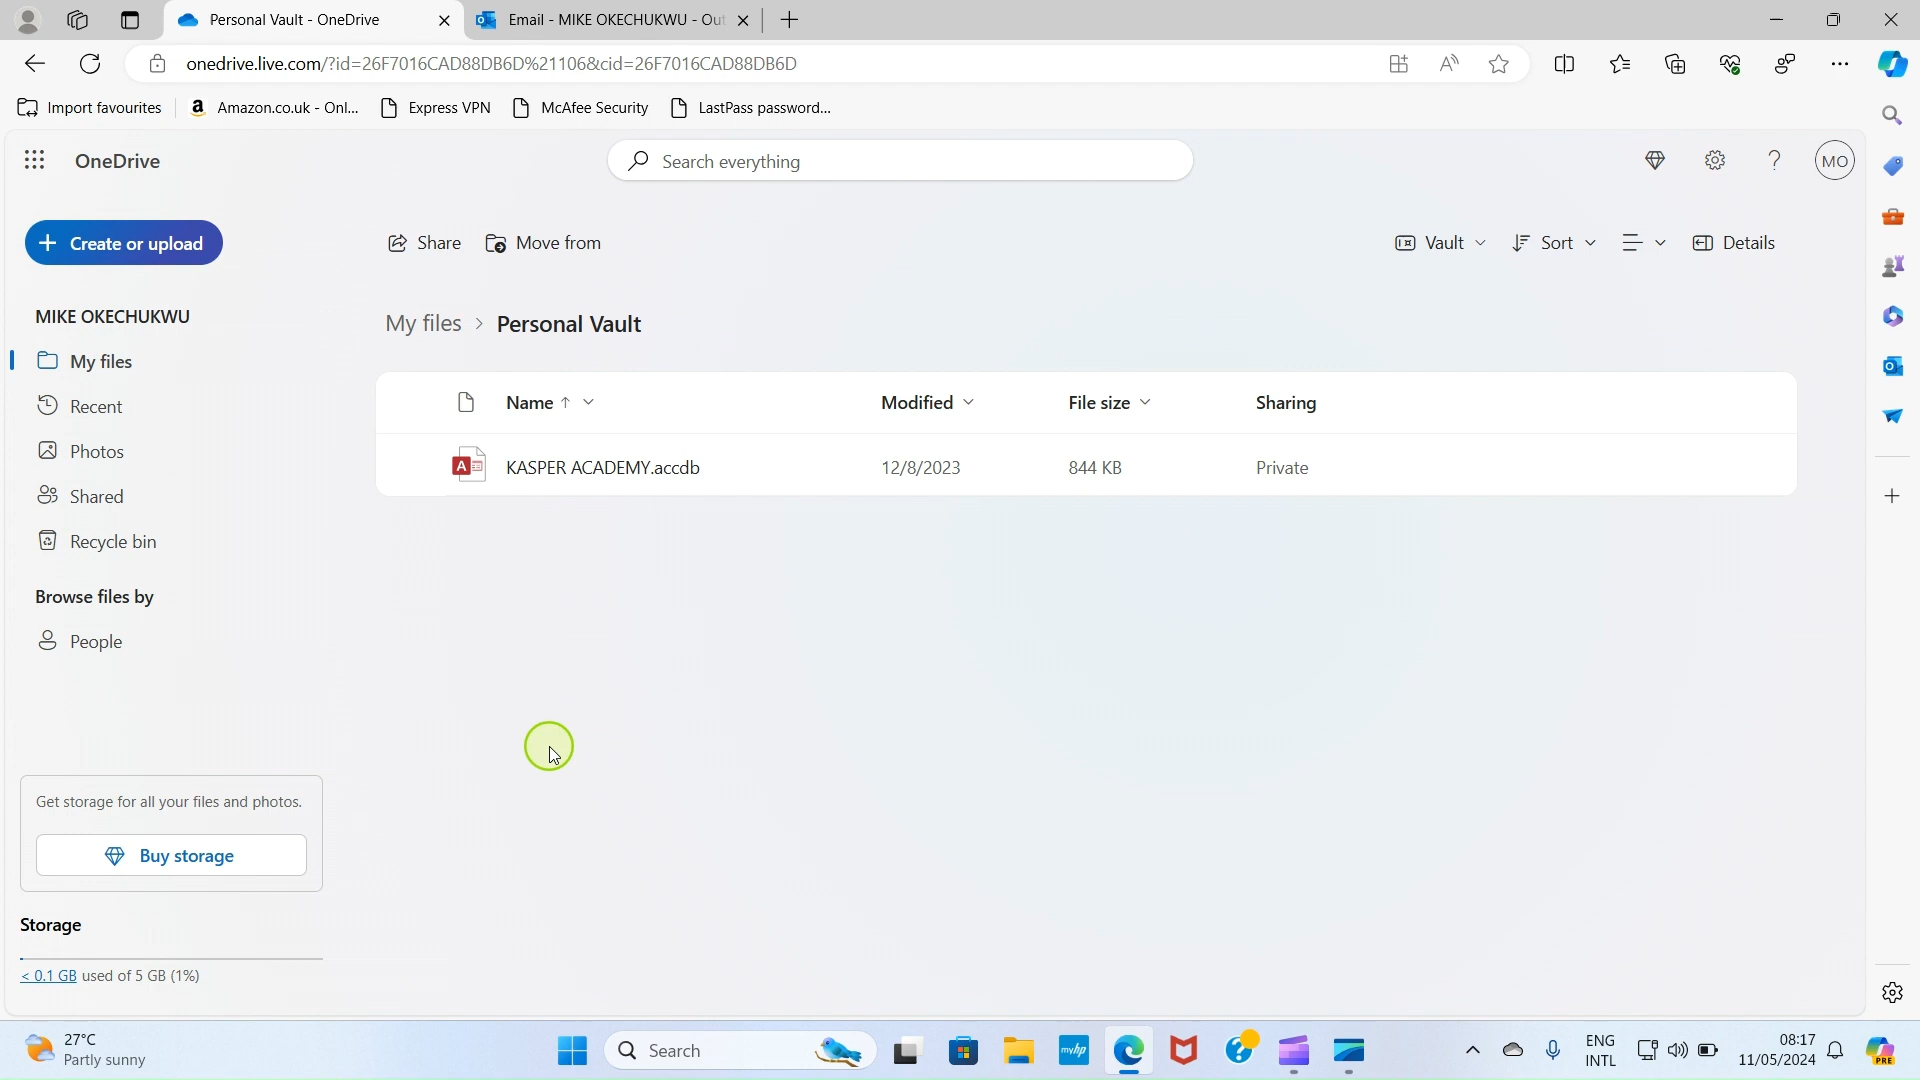 Personal Vault - OneDrive
Email - MIKE OKECHUKWU - Out
onedrive.live.com/?id=26F7016CAD88DB6D%21106&cid=26F7016CAD88DB6D
Import favourites
Amazon.co.uk - Onl...
Express VPN
McAfee Security
LastPass password...
OneDrive
Search everything
MO
Create or upload
Share
Move from
Vault
Sort
Details
MIKE OKECHUKWU
My files
Recent
Photos
Shared
Recycle bin
Browse files by
People
My files > Personal Vault
Name
Modified
File size
Sharing
KASPER ACADEMY.accdb
12/8/2023
844 KB
Private
Get storage for all your files and photos.
Buy storage
Storage
< 0.1 GB used of 5 GB (1%)
27°C
Partly sunny
Search
myhp
ENG
INTL
08:17
11/05/2024
PRE